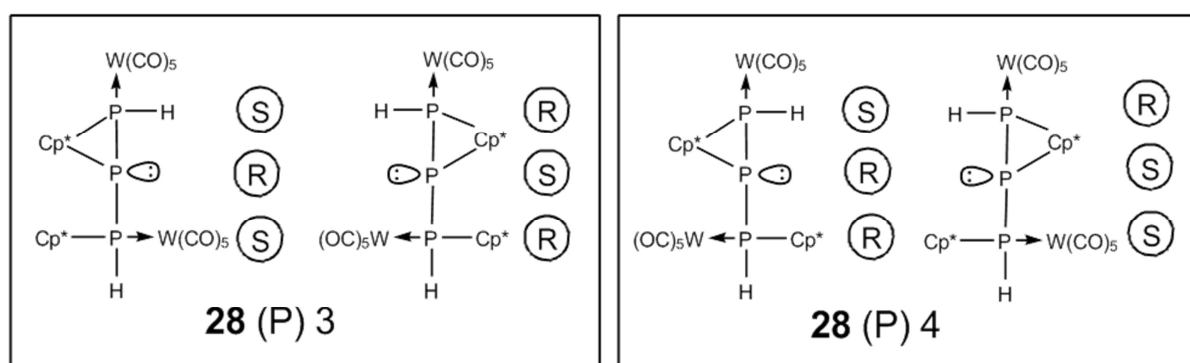 W(CO)5 W(CO)5
P H S H P R
Cp* Cp*
P : R : P S
Cp* P W(CO)5 S (OC)5W P Cp* R
H H
28 (P) 3
W(CO)5 W(CO)5
P H S H P R
Cp* Cp*
P : R : P S
(OC)5W P Cp* R Cp* P W(CO)5 S
H H
28 (P) 4